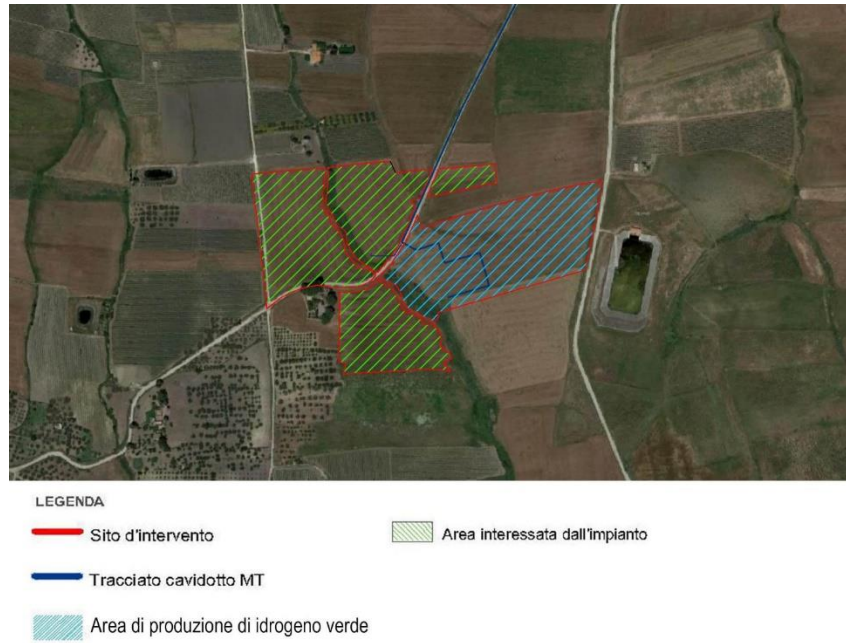 LEGENDA
Sito d'intervento
Area interessata dall'impianto
Tracciato cavidotto MT
Area di produzione di idrogeno verde